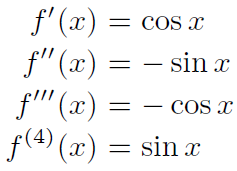 f′(x) = cos x
f″(x) = − sin x
f‴(x) = − cos x
f⁽⁴⁾(x) = sin x